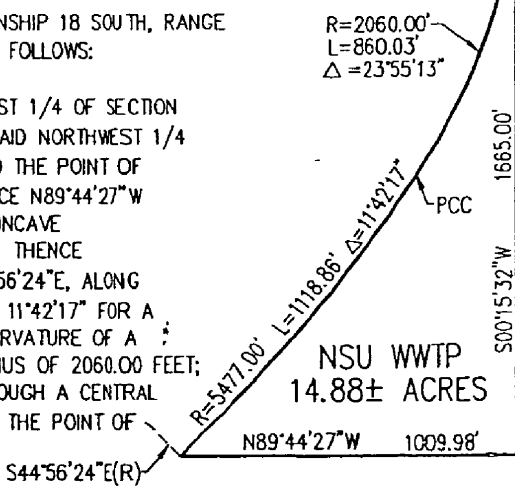 NSHIP 18 SOUTH, RANGE
FOLLOWS:
ST 1/4 OF SECTION
AID NORTHWEST 1/4
THE POINT OF
CE N89°44'27"W
NCAVE
THENCE
56'24"E, ALONG
11°42'17" FOR A
RVATURE OF A
IUS OF 2060.00 FEET;
OUGH A CENTRAL
THE POINT OF
S44°56'24"E(R)
R=2060.00'
L=860.03'
Δ=23°55'13"
PCC
R=5477.00' L=1118.86' Δ=11°42'17"
1665.00'
S00°15'32"W
NSU WWTP
14.88± ACRES
N89°44'27"W 1009.98'